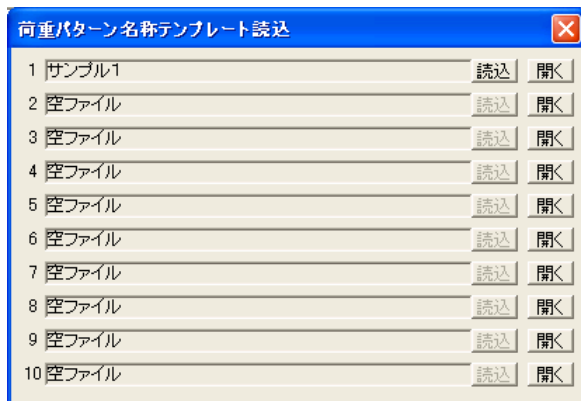 荷重パターン名称テンプレート読込
1 サンプル1 読込 開く
2 空ファイル 読込 開く
3 空ファイル 読込 開く
4 空ファイル 読込 開く
5 空ファイル 読込 開く
6 空ファイル 読込 開く
7 空ファイル 読込 開く
8 空ファイル 読込 開く
9 空ファイル 読込 開く
10 空ファイル 読込 開く